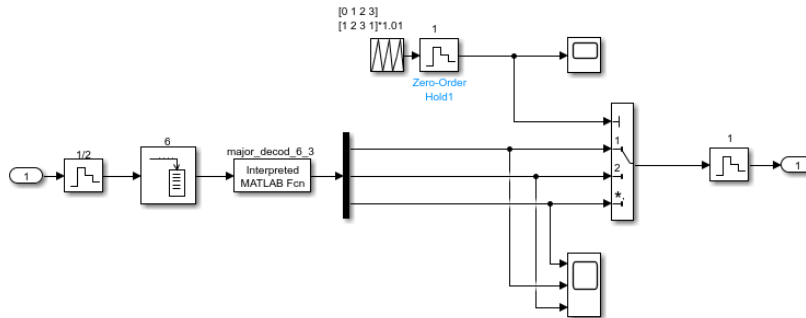 [0 1 2 3]
[1 2 3 1]*1.01
1
Zero-Order
Hold1
1/2
6
major_decod_6_3
Interpreted
MATLAB Fcn
1
1
2
*,
1
1